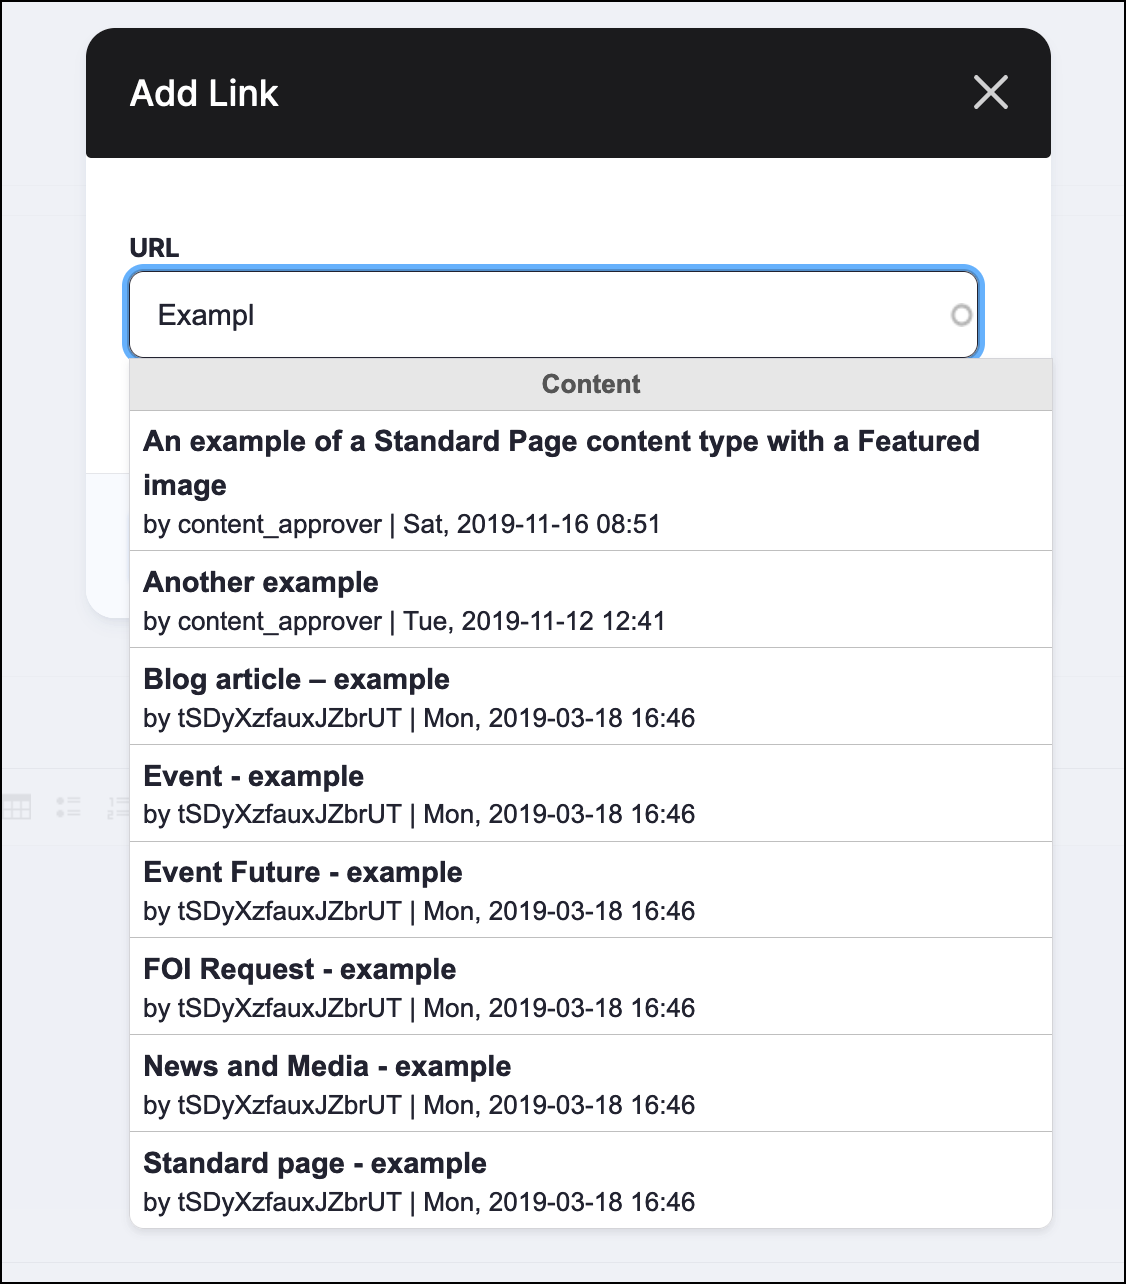 Add Link
URL
Exampl
Content
An example of a Standard Page content type with a Featured
image
by content_approver | Sat, 2019-11-16 08:51
Another example
by content_approver | Tue, 2019-11-12 12:41
Blog article – example
by tSDyXzfauxJZbrUT | Mon, 2019-03-18 16:46
Event - example
by tSDyXzfauxJZbrUT | Mon, 2019-03-18 16:46
Event Future - example
by tSDyXzfauxJZbrUT | Mon, 2019-03-18 16:46
FOI Request - example
by tSDyXzfauxJZbrUT | Mon, 2019-03-18 16:46
News and Media - example
by tSDyXzfauxJZbrUT | Mon, 2019-03-18 16:46
Standard page - example
by tSDyXzfauxJZbrUT | Mon, 2019-03-18 16:46